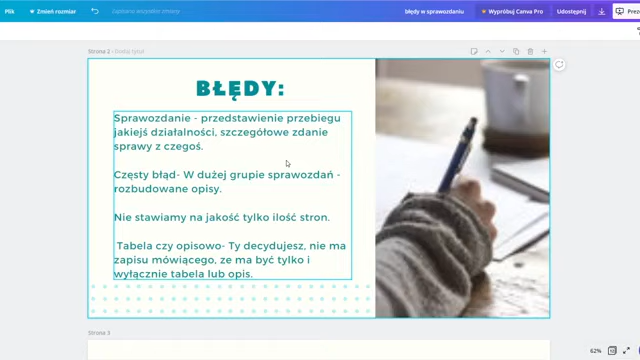 Plik
Zmień rozmiar
Zapisano wszystkie zmiany
błędy w sprawozdaniu
Wypróbuj Canva Pro
Udostępnij
Strona 2 - Dodaj tytuł
BŁĘDY:
Sprawozdanie - przedstawienie przebiegu
jakiejś działalności, szczegółowe zdanie
sprawy z czegoś.
Częsty błąd- W dużej grupie sprawozdań -
rozbudowane opisy.
Nie stawiamy na jakość tylko ilość stron.
Tabela czy opisowo- Ty decydujesz, nie ma
zapisu mówiącego, ze ma być tylko i
wyłącznie tabela lub opis.
Strona 3
62%